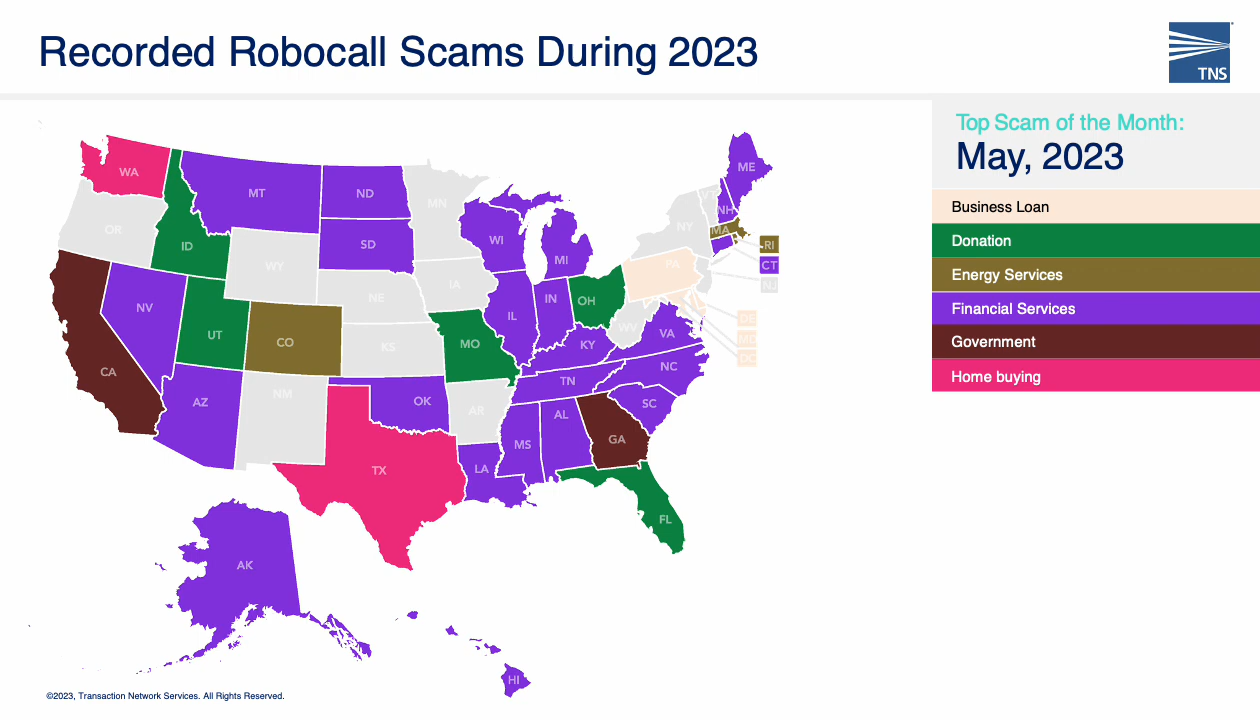 Recorded Robocall Scams During 2023
TNS
Top Scam of the Month:
May, 2023
Business Loan
Donation
Energy Services
Financial Services
Government
Home buying
WA
OR
CA
NV
ID
MT
WY
UT
CO
AZ
NM
ND
SD
NE
KS
OK
TX
MN
IA
MO
AR
LA
WI
IL
MI
IN
OH
KY
TN
MS
AL
GA
FL
SC
NC
VA
WV
PA
NY
VT
NH
ME
MA
RI
CT
NJ
DE
MD
DC
AK
HI
©2023, Transaction Network Services. All Rights Reserved.